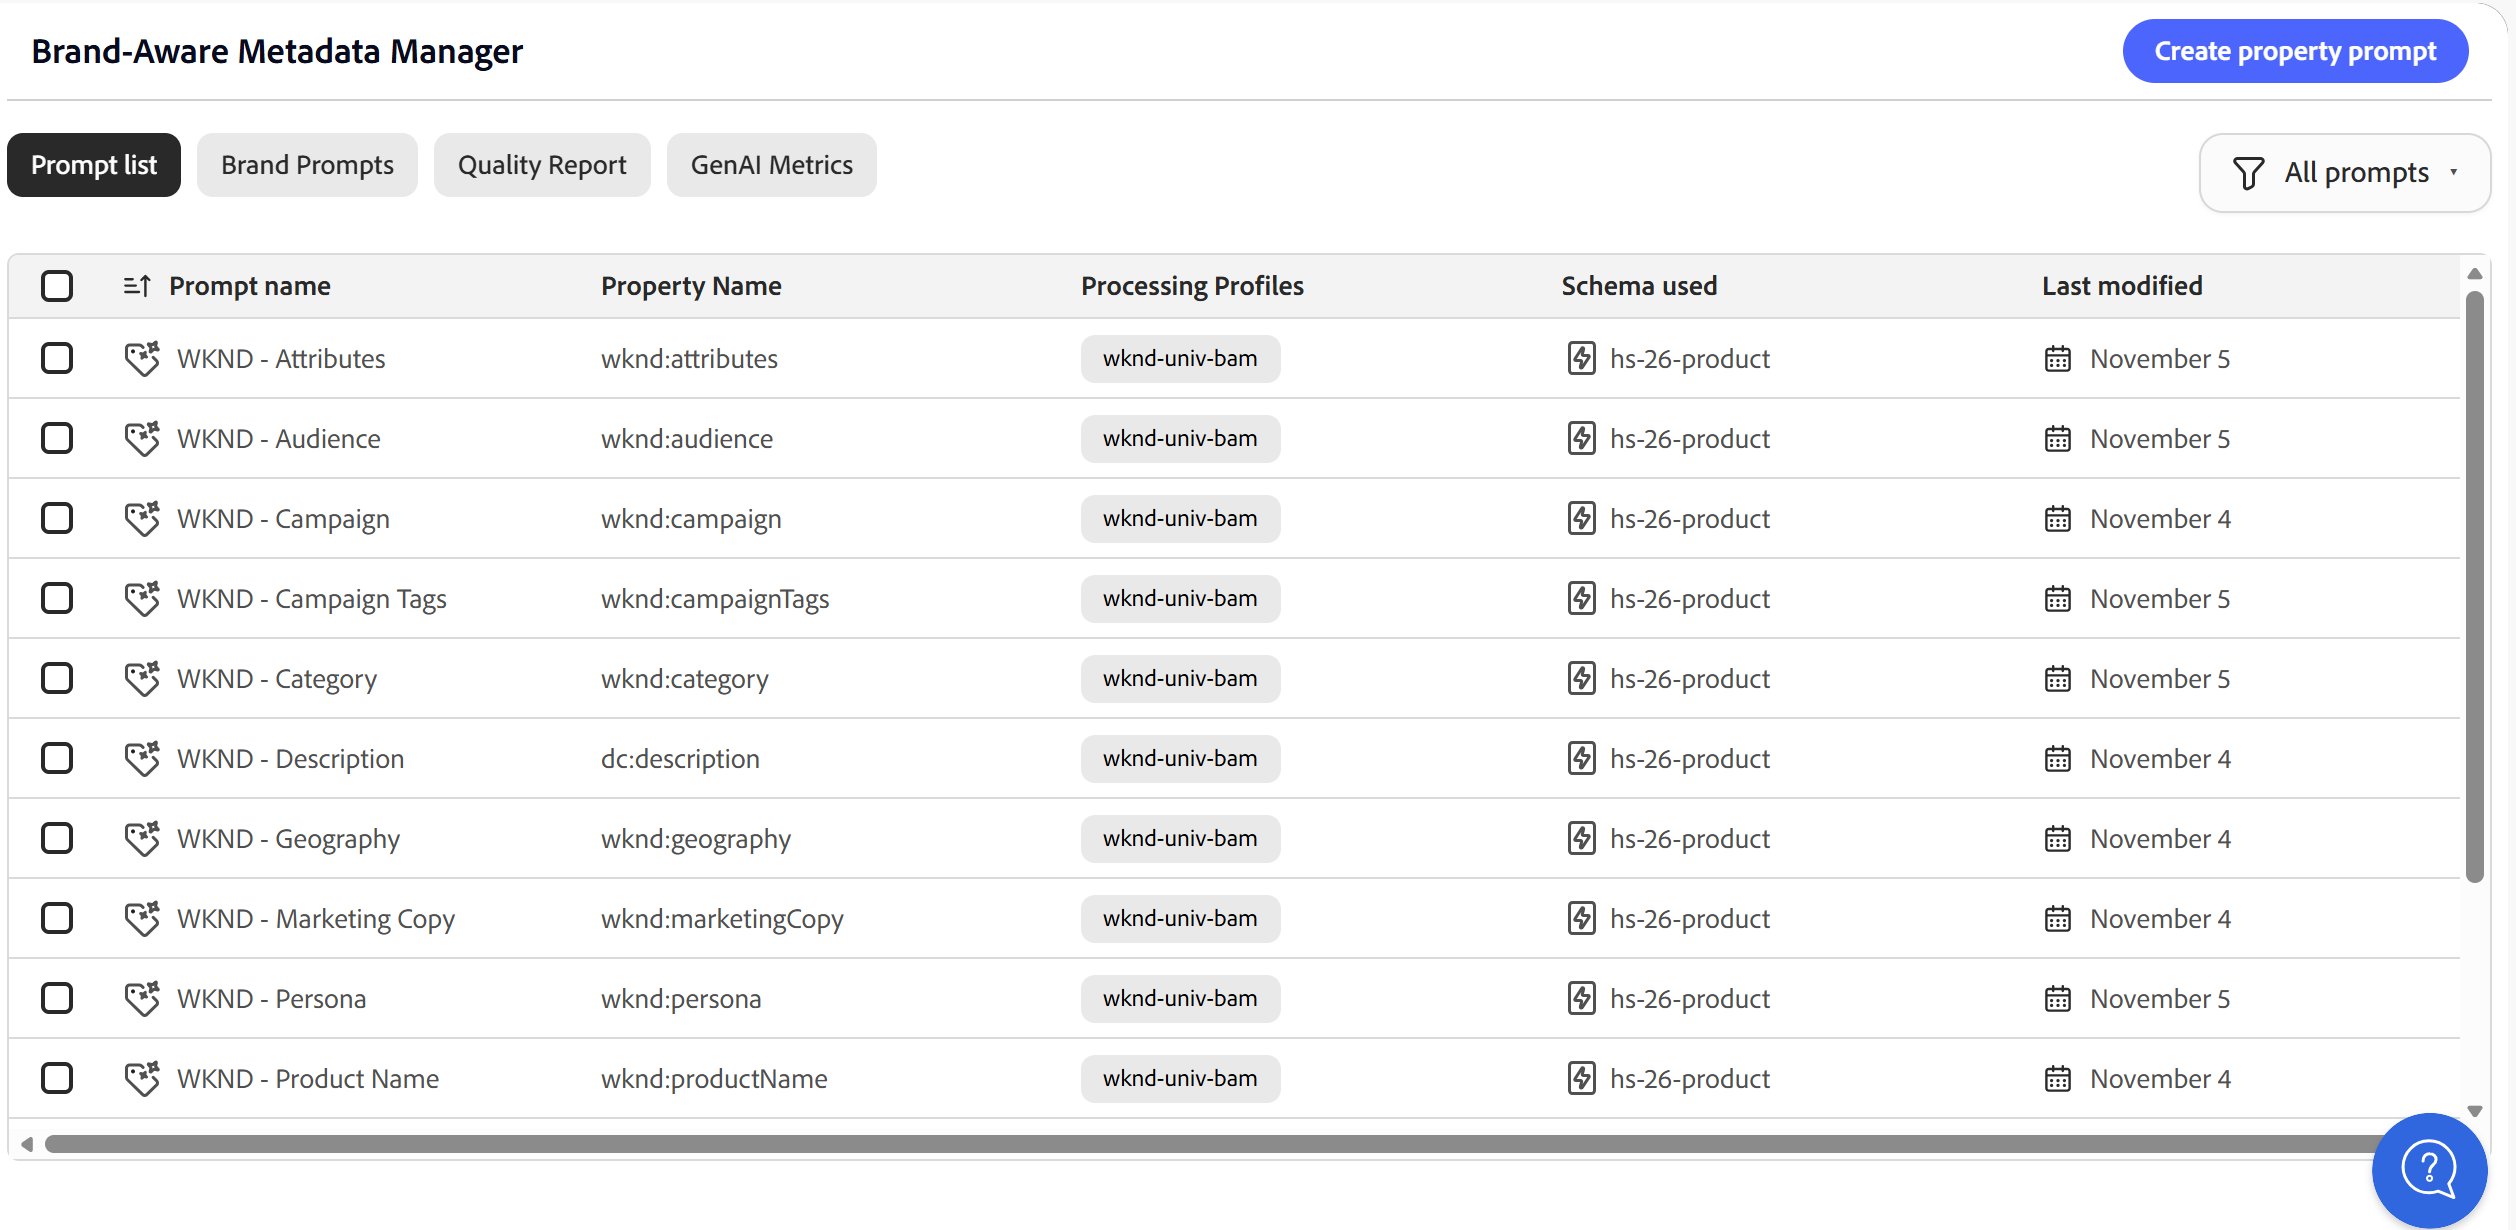 Brand-Aware Metadata Manager
Create property prompt
Prompt list
Brand Prompts
Quality Report
GenAI Metrics
All prompts
Prompt name Property Name Processing Profiles Schema used Last modified
WKND - Attributes wknd:attributes wknd-univ-bam hs-26-product November 5
WKND - Audience wknd:audience wknd-univ-bam hs-26-product November 5
WKND - Campaign wknd:campaign wknd-univ-bam hs-26-product November 4
WKND - Campaign Tags wknd:campaignTags wknd-univ-bam hs-26-product November 5
WKND - Category wknd:category wknd-univ-bam hs-26-product November 5
WKND - Description dc:description wknd-univ-bam hs-26-product November 4
WKND - Geography wknd:geography wknd-univ-bam hs-26-product November 4
WKND - Marketing Copy wknd:marketingCopy wknd-univ-bam hs-26-product November 4
WKND - Persona wknd:persona wknd-univ-bam hs-26-product November 5
WKND - Product Name wknd:productName wknd-univ-bam hs-26-product November 4